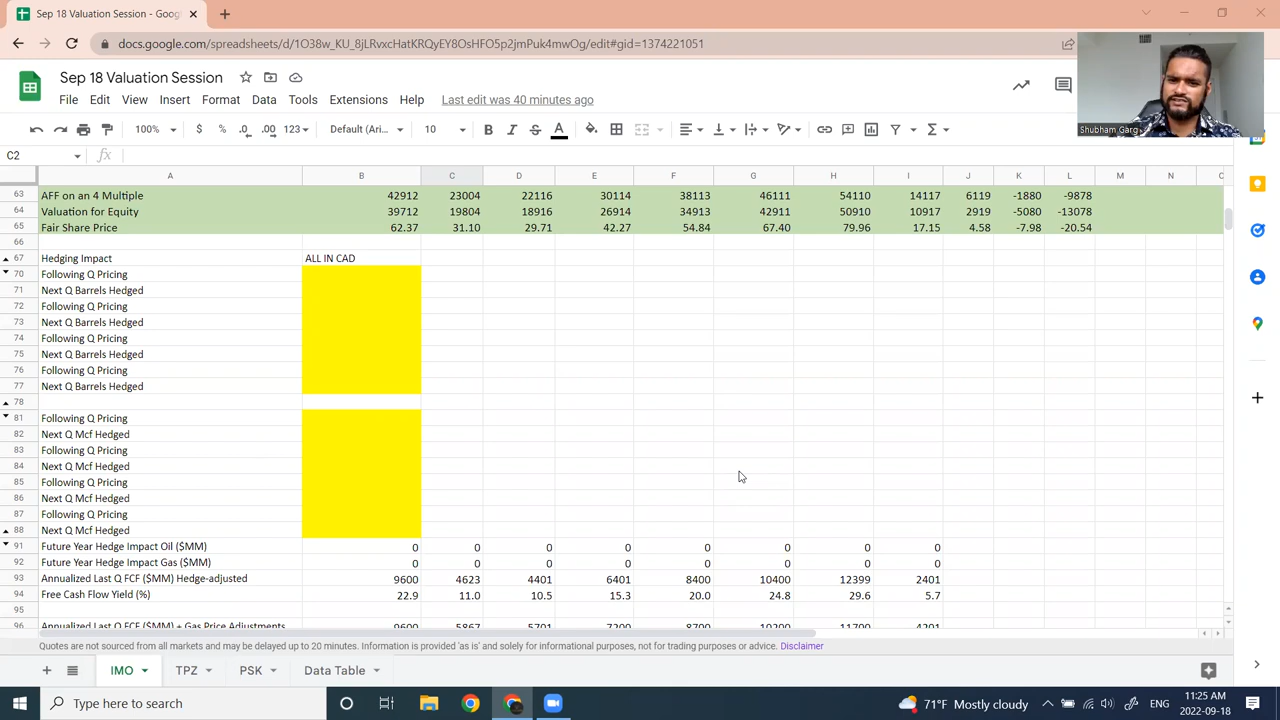 Sep 18 Valuation Session
docs.google.com/spreadsheets/d/1O38w_KU_8jLRvxcHatKRQ
/edit#gid=1374221051
Sep 18 Valuation Session
File Edit View Insert Format Data Tools Extensions Help Last edit was 40 minutes ago
100% $ % .0 .00 123 Default (Ari... 10 B I S A
Shubham Garg
C2 fx
A B C D E F G H I J K L M N
63 AFF on an 4 Multiple 42912 23004 22116 30114 38113 46111 54110 14117 6119 -1880 -9878
64 Valuation for Equity 39712 19804 18916 26914 34913 42911 50910 10917 2919 -5080 -13078
65 Fair Share Price 62.37 31.10 29.71 42.27 54.84 67.40 79.96 17.15 4.58 -7.98 -20.54
66
67 Hedging Impact ALL IN CAD
70 Following Q Pricing
71 Next Q Barrels Hedged
72 Following Q Pricing
73 Next Q Barrels Hedged
74 Following Q Pricing
75 Next Q Barrels Hedged
76 Following Q Pricing
77 Next Q Barrels Hedged
78
81 Following Q Pricing
82 Next Q Mcf Hedged
83 Following Q Pricing
84 Next Q Mcf Hedged
85 Following Q Pricing
86 Next Q Mcf Hedged
87 Following Q Pricing
88 Next Q Mcf Hedged
91 Future Year Hedge Impact Oil ($MM) 0 0 0 0 0 0 0 0
92 Future Year Hedge Impact Gas ($MM) 0 0 0 0 0 0 0 0
93 Annualized Last Q FCF ($MM) Hedge-adjusted 9600 4623 4401 6401 8400 10400 12399 2401
94 Free Cash Flow Yield (%) 22.9 11.0 10.5 15.3 20.0 24.8 29.6 5.7
95
96 Annualized Last Q FCF ($MM) + Gas Price Adjustments 9600 5867 5701 7200 8700 10200 11700 4201
Quotes are not sourced from all markets and may be delayed up to 20 minutes. Information is provided 'as is' and solely for informational purposes, not for trading purposes or advice. Disclaimer
IMO TPZ PSK Data Table
Type here to search
71°F Mostly cloudy
ENG
11:25 AM
2022-09-18